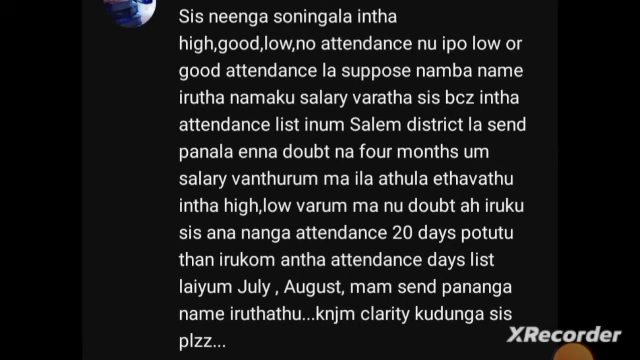 Sis neenga soningala intha
high,good,low,no attendance nu ipo low or
good attendance la suppose namba name
irutha namaku salary varatha sis bcz intha
attendance list inum Salem district la send
panala enna doubt na four months um
salary vanthurum ma ila athula ethavathu
intha high,low varum ma nu doubt ah iruku
sis ana nanga attendance 20 days potutu
than irukom antha attendance days list
laiyum July , August, mam send pananga
name iruthathu...knjm clarity kudunga sis
plzz...
XRecorder